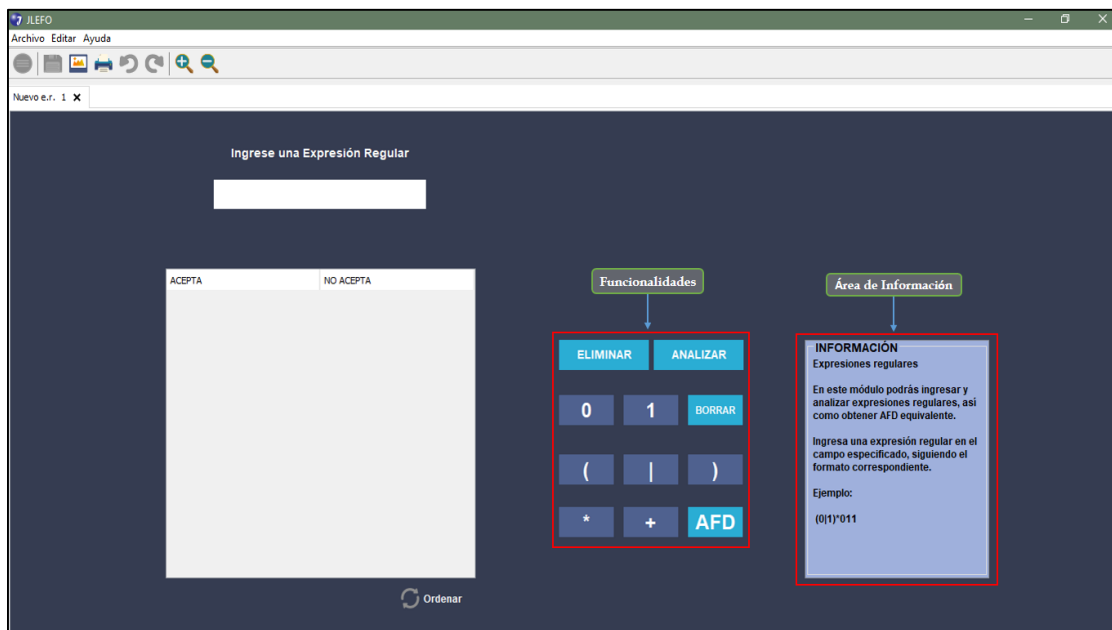 JLEFO
Archivo Editar Ayuda
Nuevo e.r. 1
Ingrese una Expresión Regular
ACEPTA NO ACEPTA
Ordenar
Funcionalidades
ELIMINAR ANALIZAR
0 1 BORRAR
( | )
* + AFD
Área de Información
INFORMACIÓN
Expresiones regulares
En este módulo podrás ingresar y
analizar expresiones regulares, así
como obtener AFD equivalente.
Ingresa una expresión regular en el
campo especificado, siguiendo el
formato correspondiente.
Ejemplo:
(0|1)*011